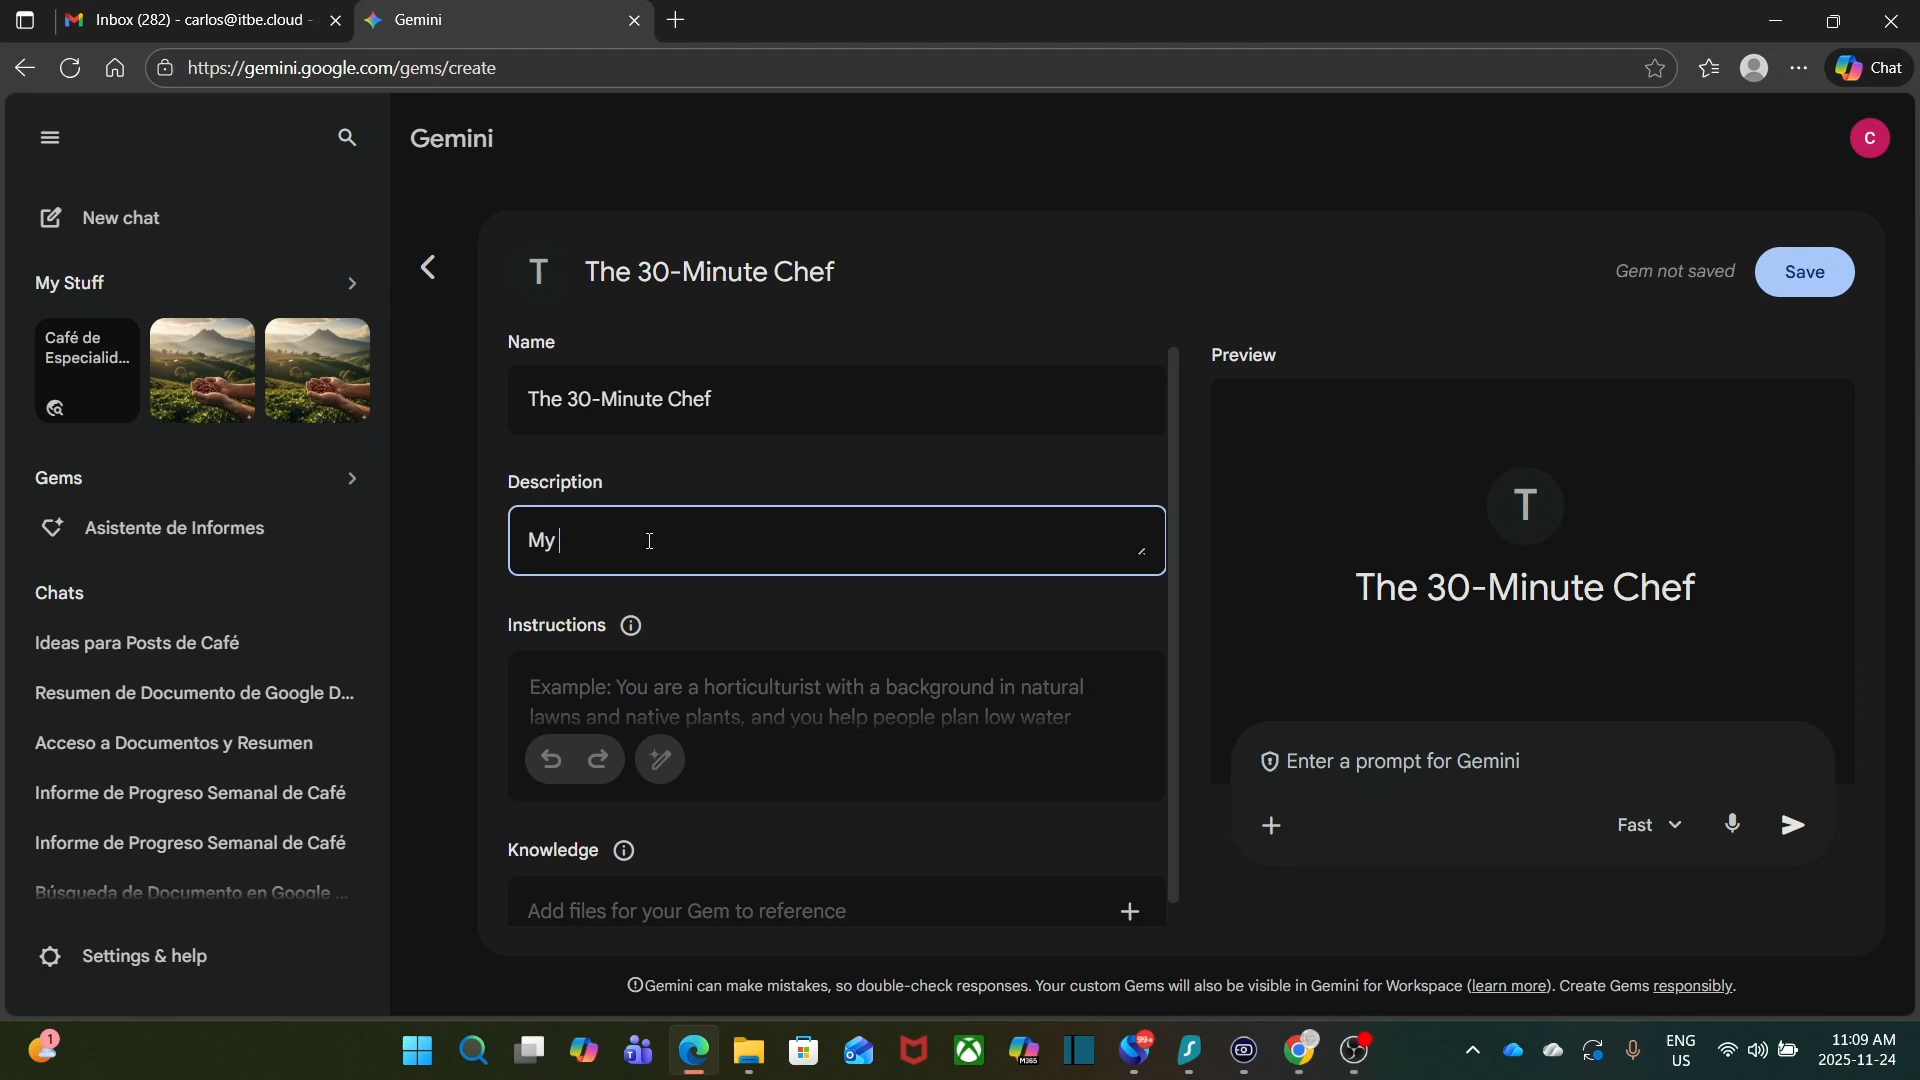 Inbox (282) - carlos@itbe.cloud -
Gemini
https://gemini.google.com/gems/create
Chat
Gemini
C
New chat
My Stuff
Café de
Especialid...
Gems
Asistente de Informes
Chats
Ideas para Posts de Café
Resumen de Documento de Google D...
Acceso a Documentos y Resumen
Informe de Progreso Semanal de Café
Informe de Progreso Semanal de Café
Búsqueda de Documento en Google ...
Settings & help
T
The 30-Minute Chef
Gem not saved
Save
Name
The 30-Minute Chef
Description
My
Instructions
Example: You are a horticulturist with a background in natural
lawns and native plants, and you help people plan low water
Knowledge
Add files for your Gem to reference
Preview
T
The 30-Minute Chef
Enter a prompt for Gemini
Fast
Gemini can make mistakes, so double-check responses. Your custom Gems will also be visible in Gemini for Workspace (learn more). Create Gems responsibly.
1
M365
99+
ENG
US
11:09 AM
2025-11-24